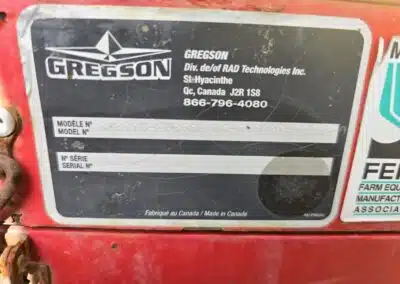 GREGSON
GREGSON
Div. de/of RAD Technologies Inc.
St-Hyacinthe
Qc, Canada J2R 1S8
866-796-4080
MODÈLE N°
MODEL N°
N° SÉRIE
SERIAL N°
Fabriqué au Canada / Made in Canada
M
FE
FARM EQU
MANUFACT
ASSOCIA